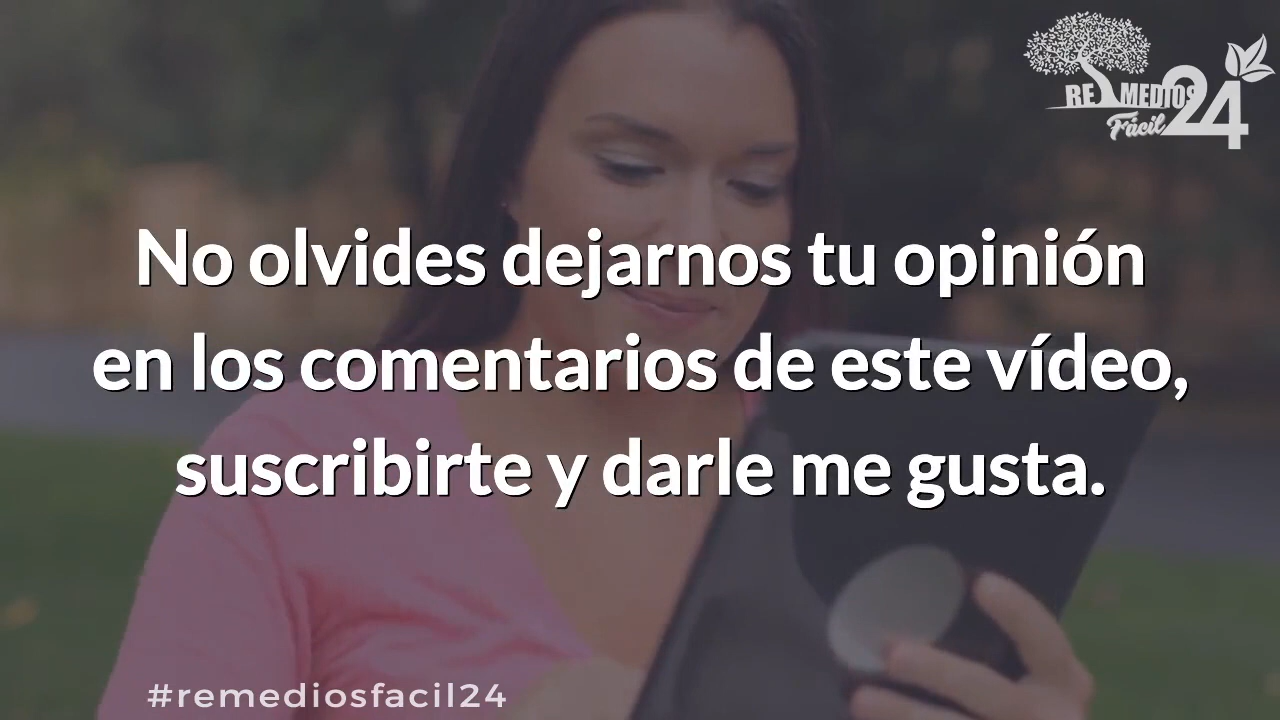 REMEDIOS
Fácil 24
No olvides dejarnos tu opinión
en los comentarios de este vídeo,
suscribirte y darle me gusta.
#remediosfacil24